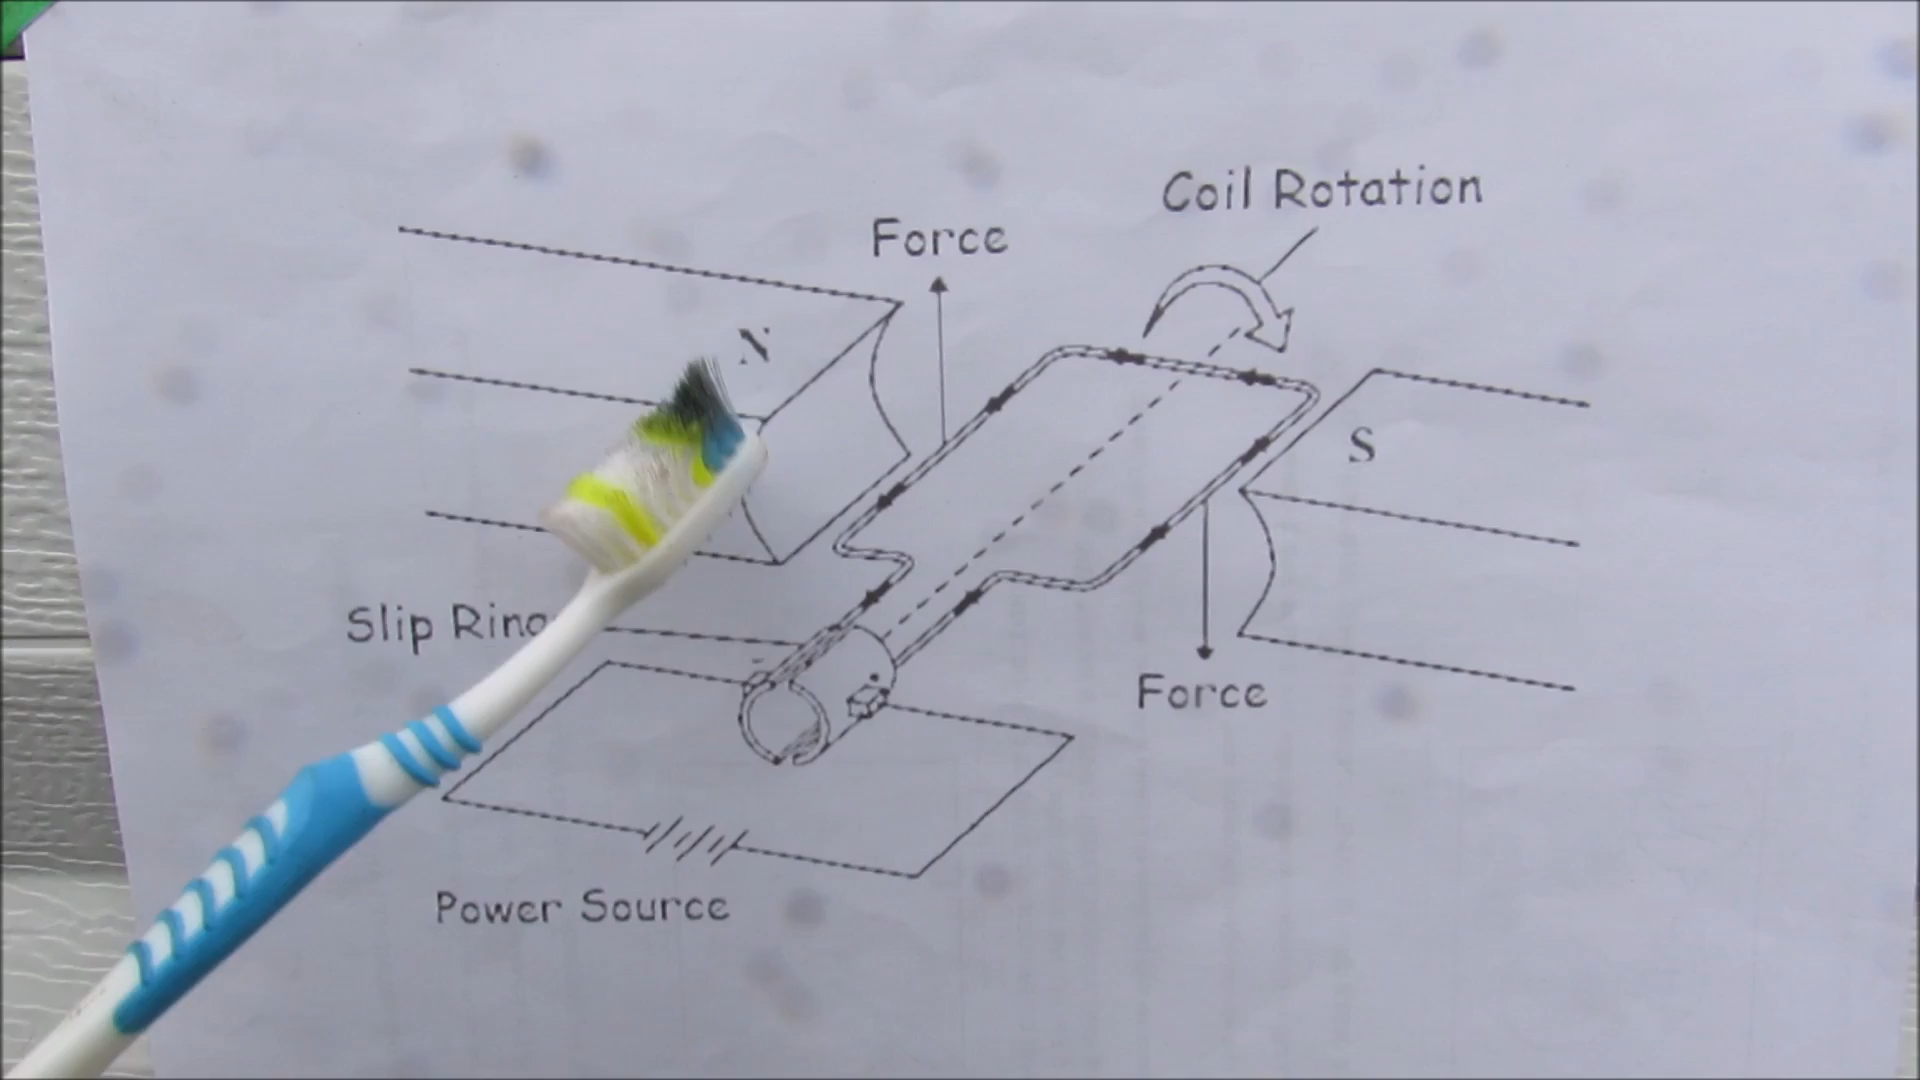 Coil Rotation
Force
N
S
Slip Ring
Force
Power Source